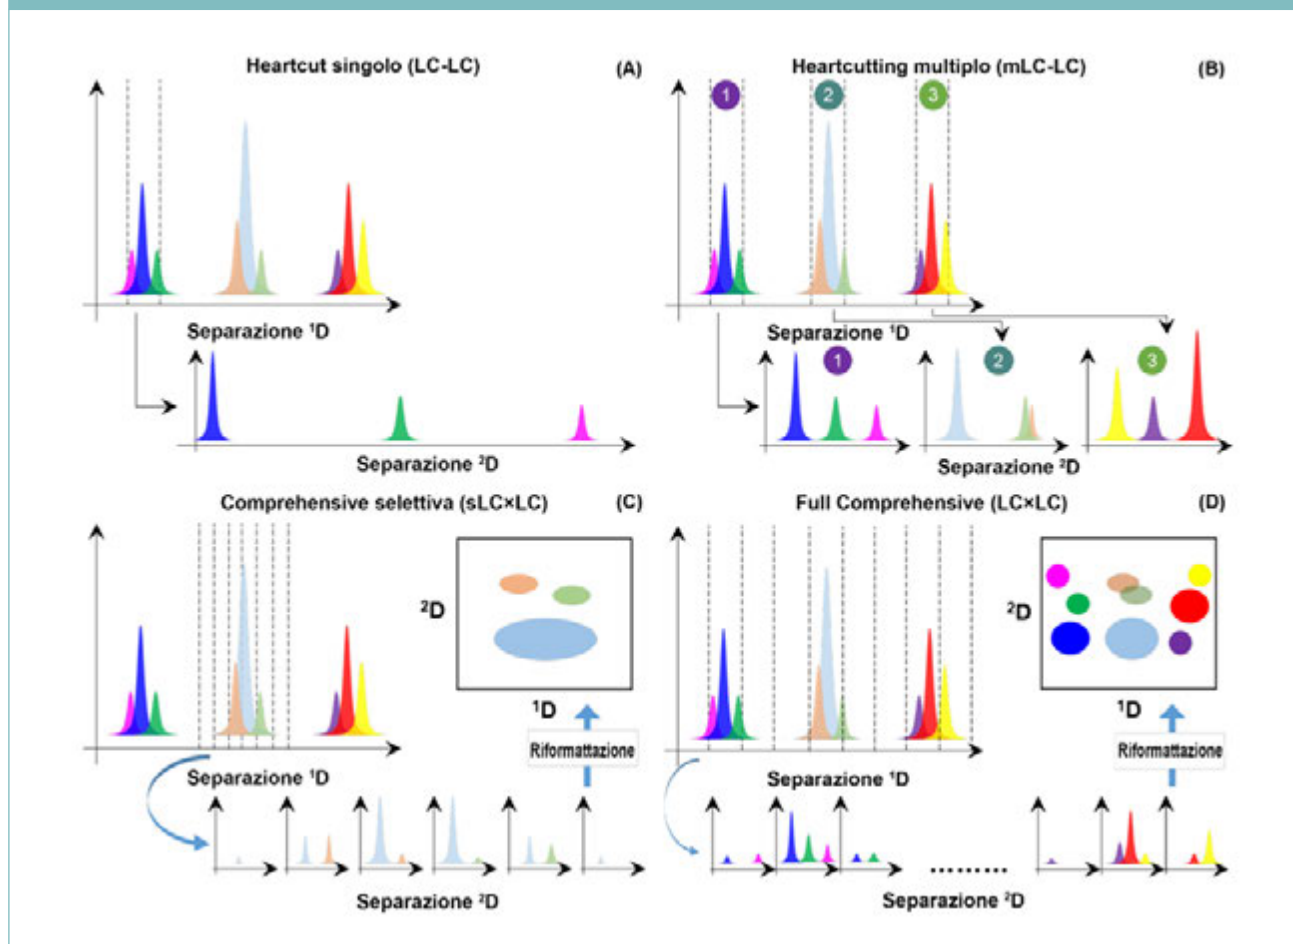 Heartcut singolo (LC-LC)
(A)
Separazione ¹D
Separazione ²D
Heartcutting multiplo (mLC-LC)
(B)
1
2
3
Separazione ¹D
1
2
3
Separazione ²D
Comprehensive selettiva (sLC×LC)
(C)
²D
¹D
Riformattazione
Separazione ¹D
Separazione ²D
Full Comprehensive (LC×LC)
(D)
²D
¹D
Riformattazione
Separazione ¹D
.........
Separazione ²D